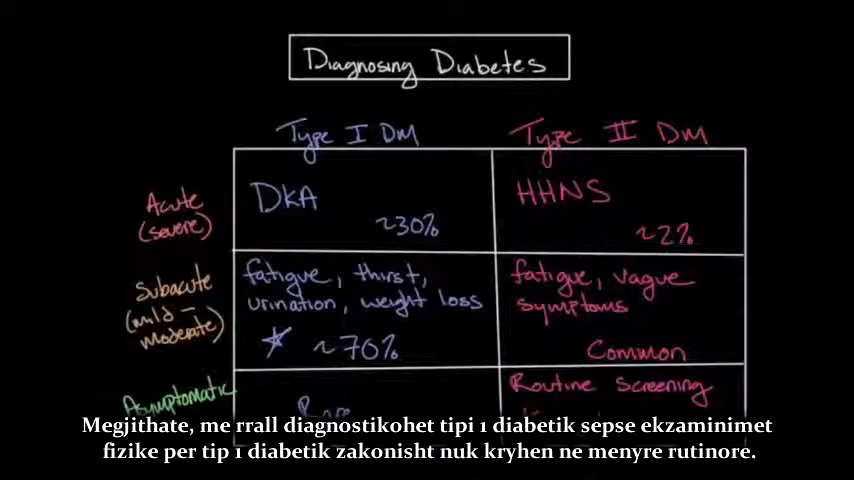 Diagnosing Diabetes
Type I DM
Type II DM
Acute
(severe)
DKA
~30%
HHNS
~2%
Subacute
(mild -
moderate)
fatigue, thirst,
urination, weight loss
~70%
fatigue, vague
symptoms
Common
Asymptomatic
Rare
Routine Screening
Megjithate, me rrall diagnostikohet tipi 1 diabetik sepse ekzaminimet
fizike per tip 1 diabetik zakonisht nuk kryhen ne menyre rutinore.